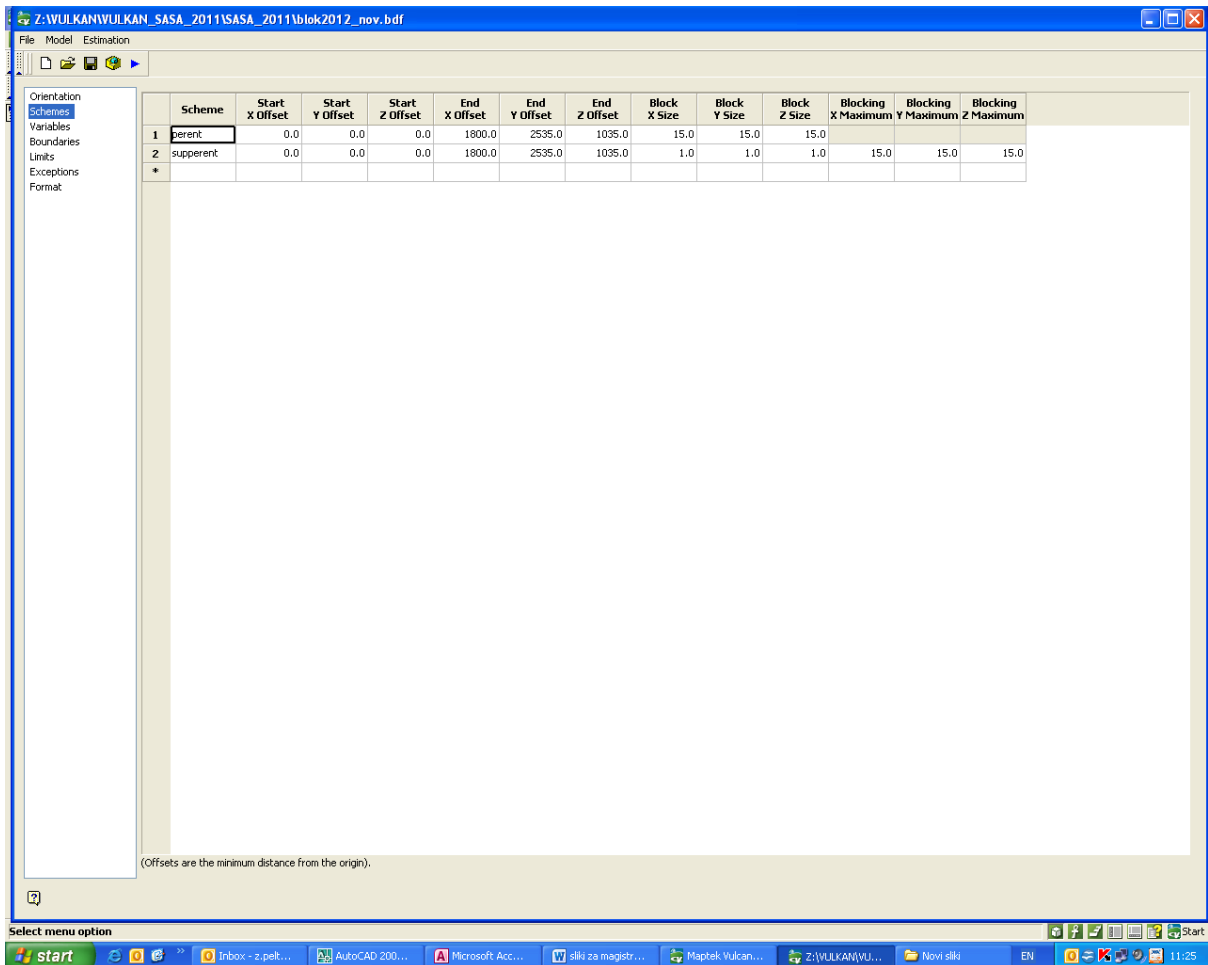 Z:\VULKAN\VULKAN_SASA_2011\SASA_2011\blok2012_nov.bdf
File Model Estimation
Orientation
Schemes
Variables
Boundaries
Limits
Exceptions
Format
Scheme Start X Offset Start Y Offset Start Z Offset End X Offset End Y Offset End Z Offset Block X Size Block Y Size Block Z Size Blocking X Maximum Blocking Y Maximum Blocking Z Maximum
1 perent 0.0 0.0 0.0 1800.0 2535.0 1035.0 15.0 15.0 15.0
2 supperent 0.0 0.0 0.0 1800.0 2535.0 1035.0 1.0 1.0 1.0 15.0 15.0 15.0
*
(Offsets are the minimum distance from the origin).
Select menu option
Start
start Inbox - z.pelt... AutoCAD 200... Microsoft Acc... sliki za magistr... Maptek Vulcan... Z:\VULKAN\VU... Novi sliki EN 11:25